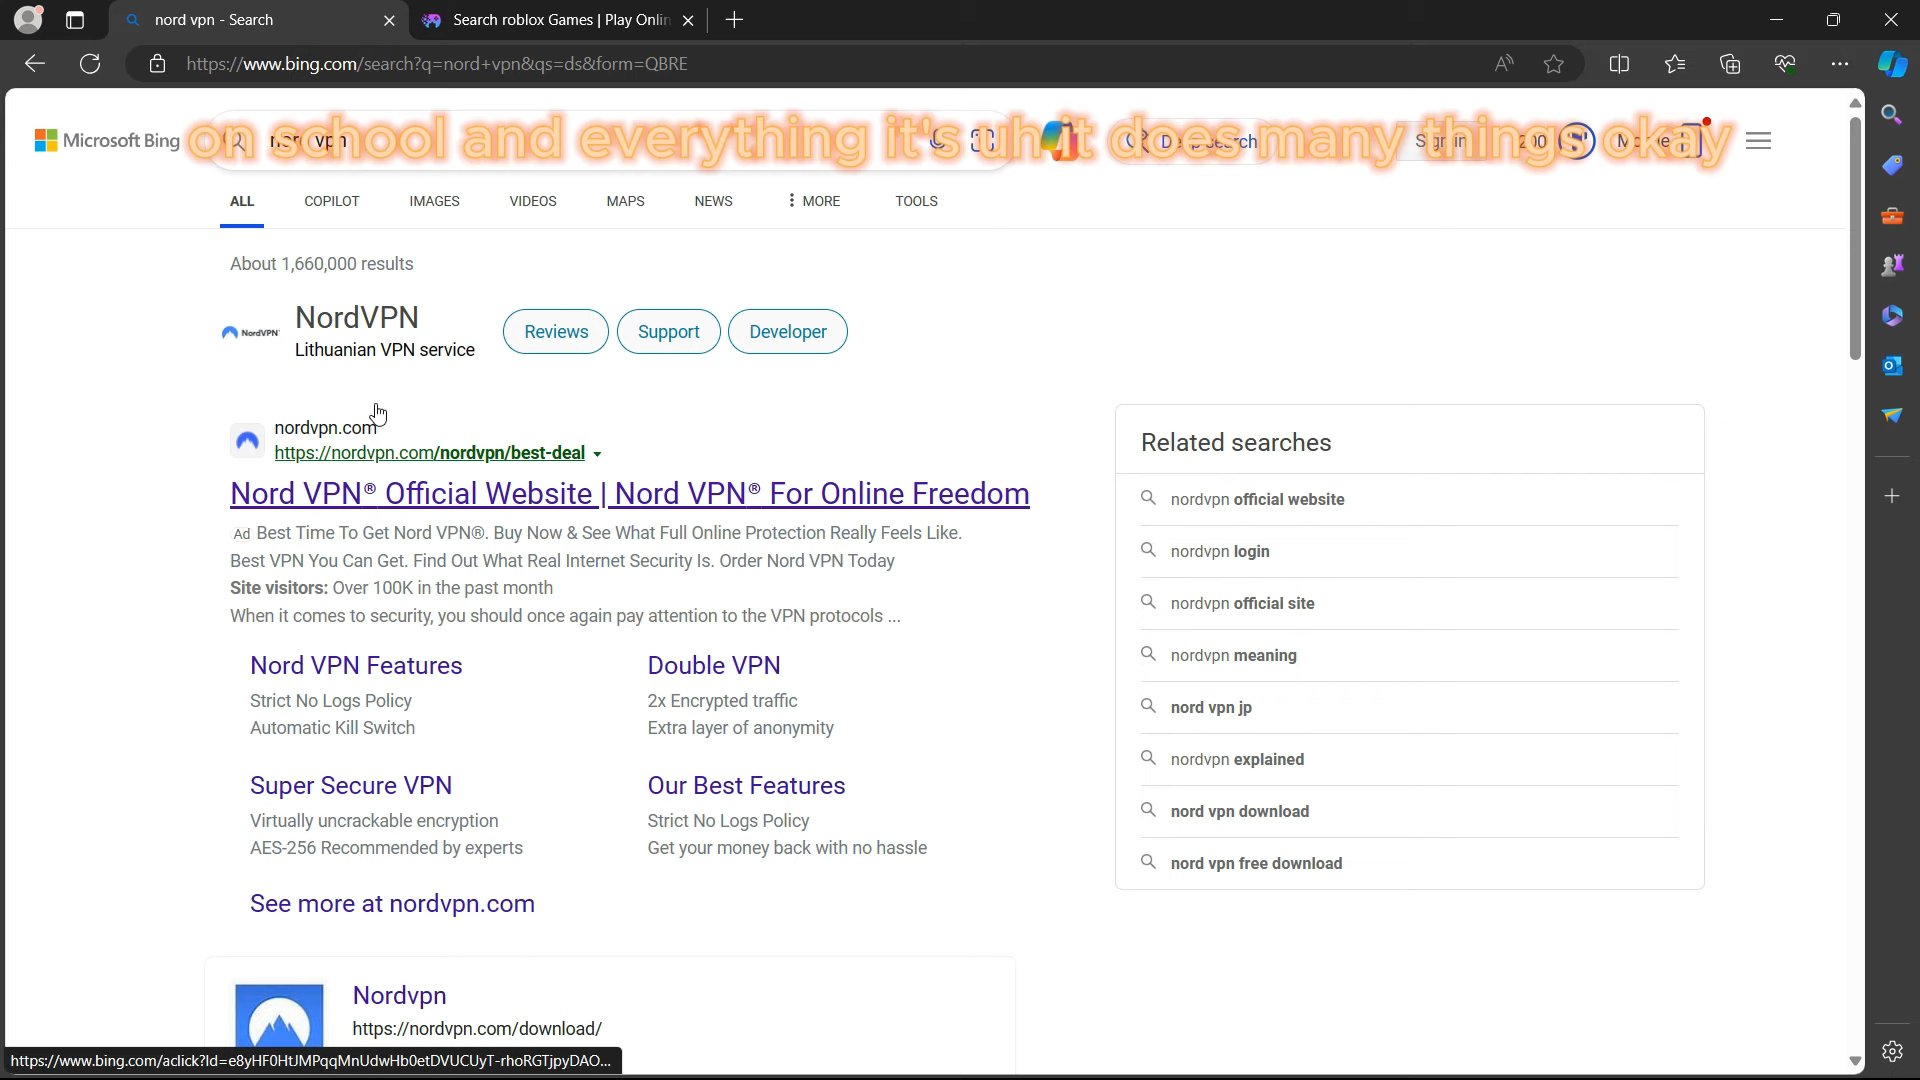 nord vpn - Search
Search roblox Games | Play Onlin
https://www.bing.com/search?q=nord+vpn&qs=ds&form=QBRE
Microsoft Bing
nord vpn
on school and everything it's uh it does many things okay
Deep search
Sign in
200
Mobile
ALL
COPILOT
IMAGES
VIDEOS
MAPS
NEWS
MORE
TOOLS
About 1,660,000 results
NordVPN
NordVPN
Lithuanian VPN service
Reviews
Support
Developer
nordvpn.com
https://nordvpn.com/nordvpn/best-deal
Nord VPN® Official Website | Nord VPN® For Online Freedom
Ad Best Time To Get Nord VPN®. Buy Now & See What Full Online Protection Really Feels Like.
Best VPN You Can Get. Find Out What Real Internet Security Is. Order Nord VPN Today
Site visitors: Over 100K in the past month
When it comes to security, you should once again pay attention to the VPN protocols ...
Nord VPN Features
Strict No Logs Policy
Automatic Kill Switch
Double VPN
2x Encrypted traffic
Extra layer of anonymity
Super Secure VPN
Virtually uncrackable encryption
AES-256 Recommended by experts
Our Best Features
Strict No Logs Policy
Get your money back with no hassle
See more at nordvpn.com
Nordvpn
https://nordvpn.com/download/
Related searches
nordvpn official website
nordvpn login
nordvpn official site
nordvpn meaning
nord vpn jp
nordvpn explained
nord vpn download
nord vpn free download
https://www.bing.com/aclick?ld=e8yHF0HtJMPqqMnUdwHb0etDVUCUyT-rhoRGTjpyDAO...